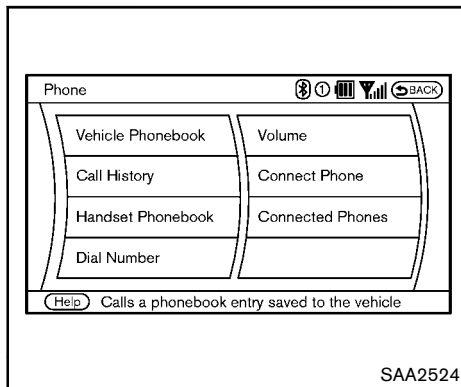 Phone ① BACK
Vehicle Phonebook
Call History
Handset Phonebook
Dial Number
Volume
Connect Phone
Connected Phones
Help Calls a phonebook entry saved to the vehicle
SAA2524